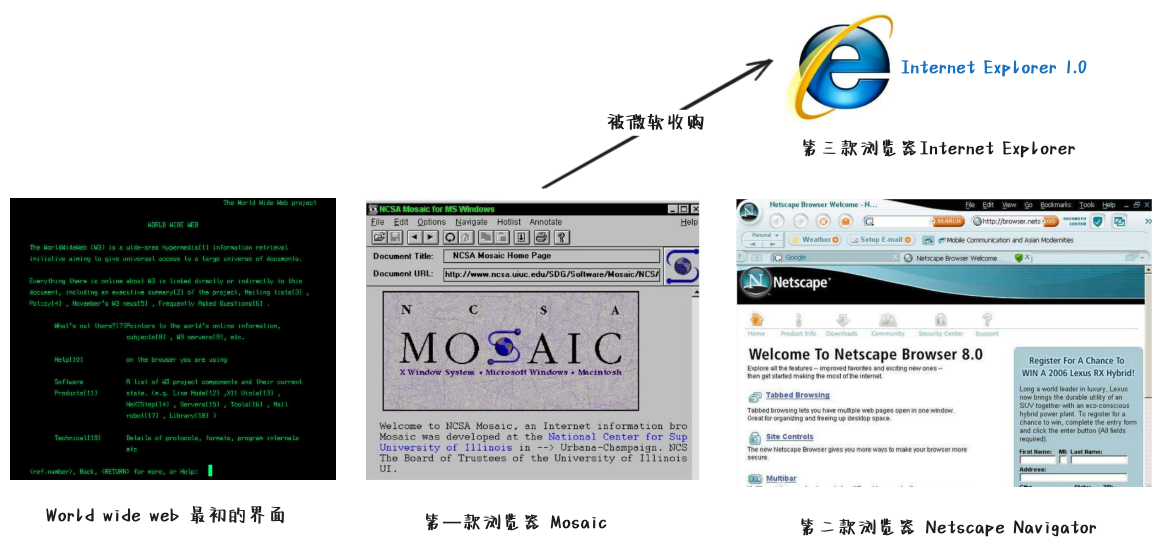 Internet Explorer 1.0
被微软收购
第三款浏览器Internet Explorer
The World Wide Web project
WORLD WIDE WEB
The WorldWideWeb (W3) is a wide-area hypermedia[1] information retrieval
initiative aiming to give universal access to a large universe of documents.
Everything there is online about W3 is linked directly or indirectly to this
document, including an executive summary[2] of the project, Mailing lists[3] ,
Policy[4] , November's W3 news[5] , Frequently Asked Questions[6] .
What's out there?[7]Pointers to the world's online information,
subjects[8] , W3 servers[9], etc.
Help[10] on the browser you are using
Software A list of W3 project components and their current
Products[11] state. (e.g. Line Mode[12] ,X11 Viola[13] ,
NeXTStep[14] , Servers[15] , Tools[16] , Mail
robot[17] , Library[18] )
Technical[19] Details of protocols, formats, program internals
etc
<ref.number>, Back, <RETURN> for more, or Help:
World wide web 最初的界面
NCSA Mosaic for MS Windows
File Edit Options Navigate Hotlist Annotate Help
Document Title: NCSA Mosaic Home Page
Document URL: http://www.ncsa.uiuc.edu/SDG/Software/Mosaic/NCS
N C S A
MOSAIC
X Window System • Microsoft Windows • Macintosh
Welcome to NCSA Mosaic, an Internet information bro
Mosaic was developed at the National Center for Sup
University of Illinois in --> Urbana-Champaign. NCS
The Board of Trustees of the University of Illinois
UI.
第一款浏览器 Mosaic
Netscape Browser Welcome - N...
File Edit View Go Bookmarks Tools Help
SEARCH http://browser.nets GO SECURITY CENTER
Personal Weather Setup E-mail Mobile Communication and Asian Modernities
Google Netscape Browser Welcome
Netscape
Home Product Info Downloads Community Security Center Support
Welcome To Netscape Browser 8.0
Explore all the features -- improved favorites and exciting new ones --
then get started making the most of the internet.
Tabbed Browsing
Tabbed browsing lets you have multiple web pages open in one window.
Great for organizing and freeing up desktop space.
Site Controls
The new Netscape Browser gives you more ways to make your browser more
secure.
Multibar
Register For A Chance To
WIN A 2006 Lexus RX Hybrid!
Long a world leader in luxury, Lexus
now brings the durable utility of an
SUV together with an eco-conscious
hybrid power plant. To register for a
chance to win, complete the entry form
and click the enter button (All fields
required).
First Name: MI: Last Name:
Address:
第二款浏览器 Netscape Navigator